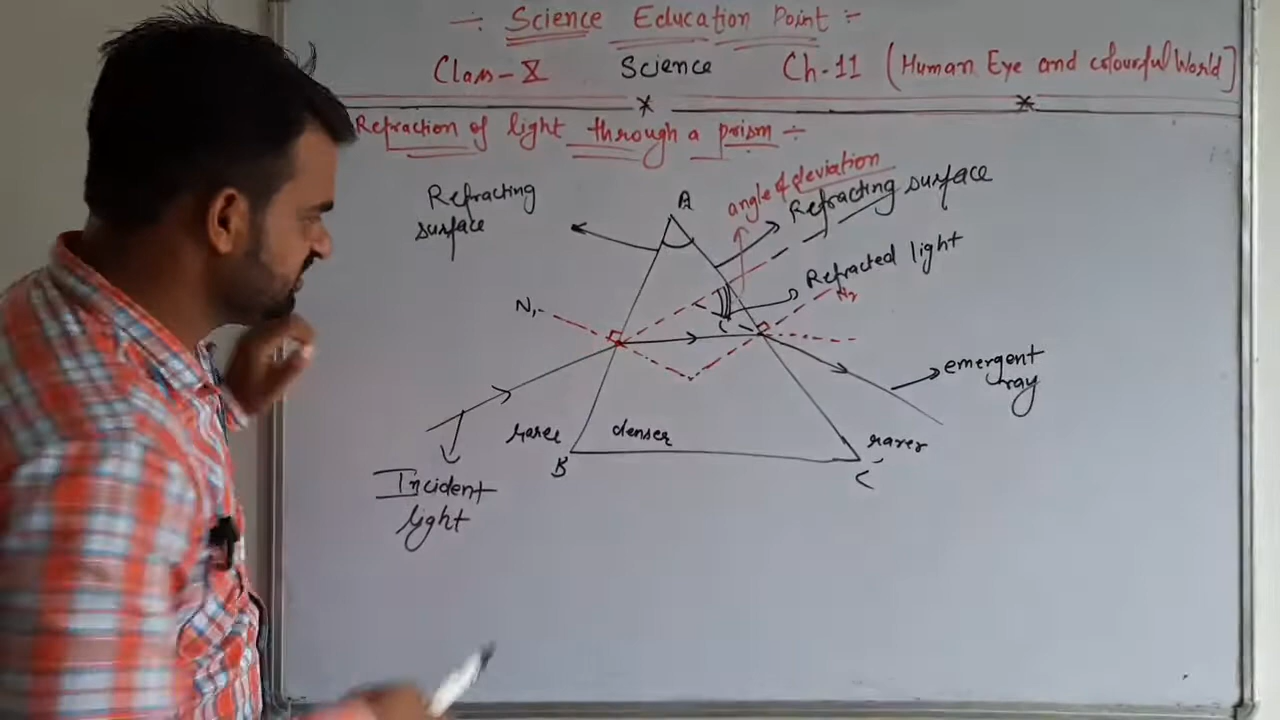 ÷ Science Education Point ÷
Class-X Science Ch-11 (Human Eye and colourful World]
Refraction of light through a prism ÷
angle of deviation
Refracting surface
A
Refracting surface
Refracted light
N1
N2
emergent ray
rarer
denser
rarer
B
C
Incident light